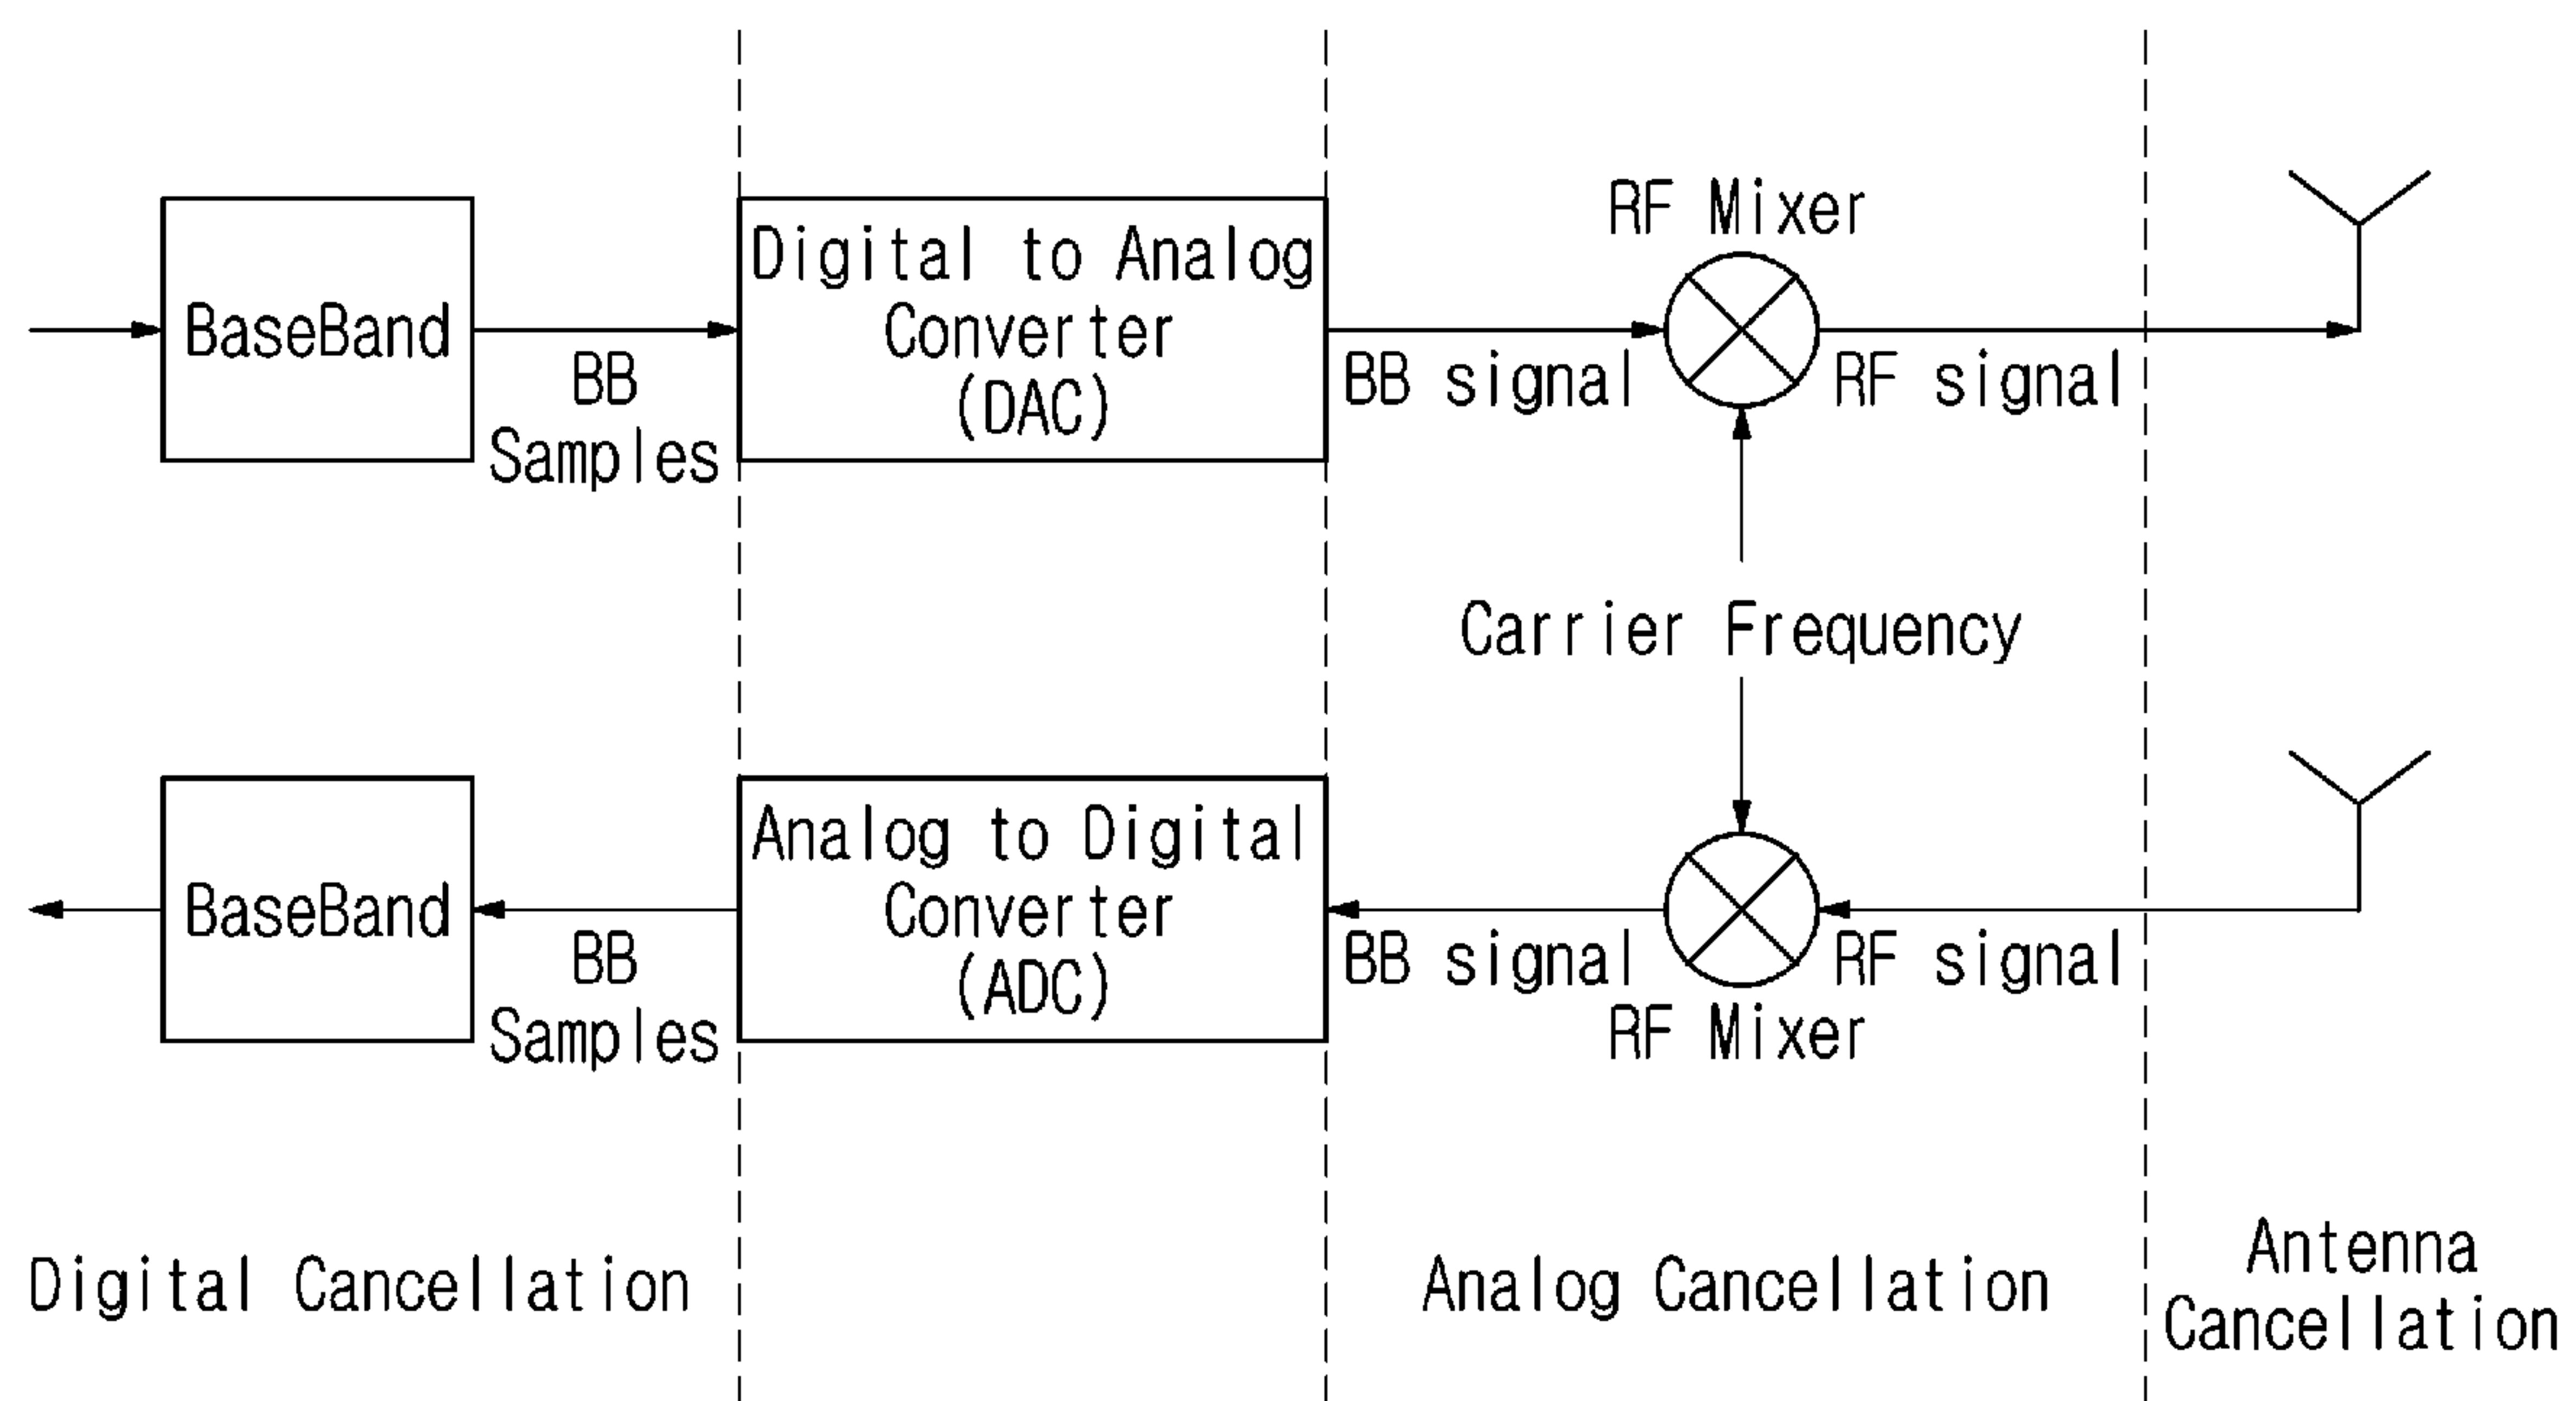 RF Mixer
BaseBand
BB
Samples
Digital to Analog
Converter
(DAC)
BB signal
RF signal
Carrier Frequency
BaseBand
BB
Samples
Analog to Digital
Converter
(ADC)
BB signal
RF signal
RF Mixer
Digital Cancellation
Analog Cancellation
Antenna
Cancellation